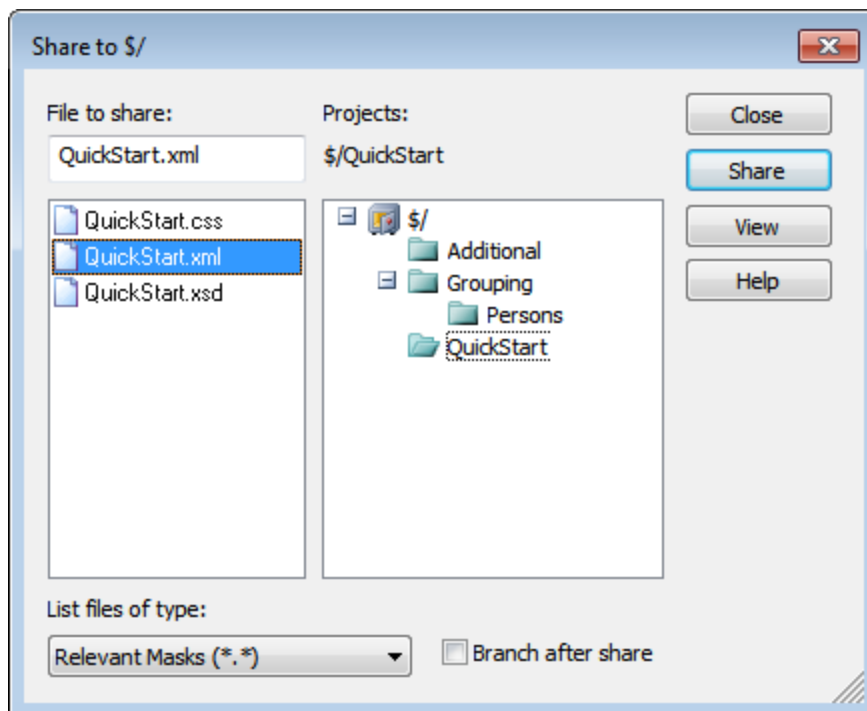 Share to $/
File to share:
QuickStart.xml
QuickStart.css
QuickStart.xml
QuickStart.xsd
Projects:
$/QuickStart
$/
Additional
Grouping
Persons
QuickStart
Close
Share
View
Help
List files of type:
Relevant Masks (*.*)
Branch after share